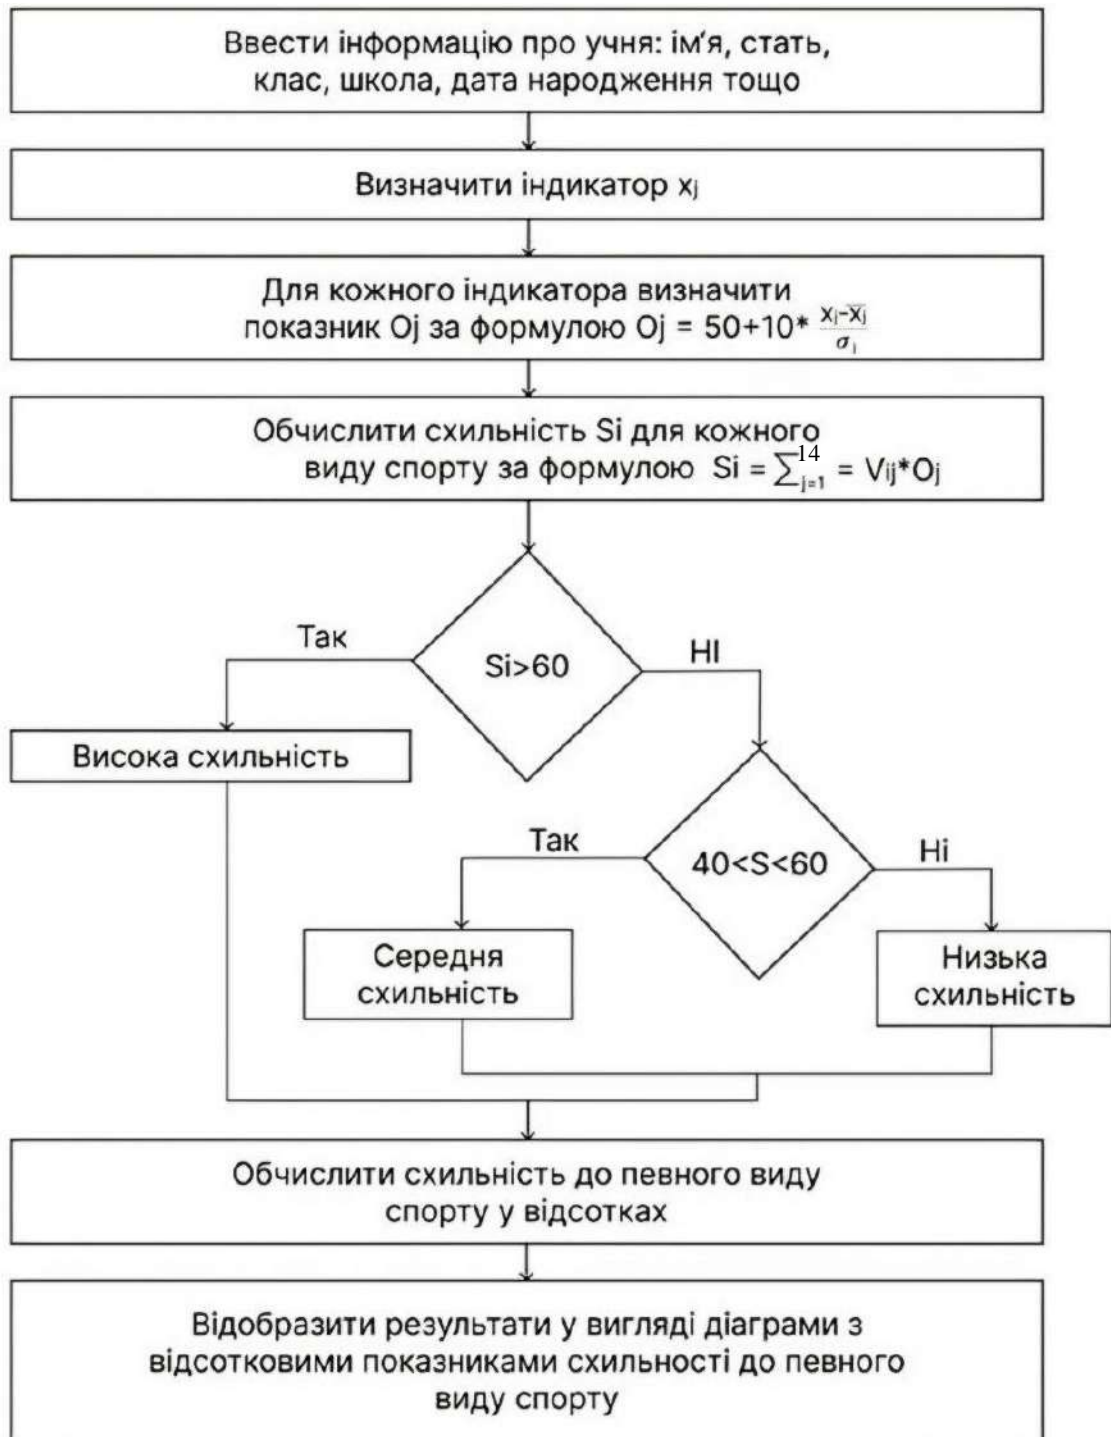 Ввести інформацію про учня: ім'я, стать,
клас, школа, дата народження тощо
Визначити індикатор xj
Для кожного індикатора визначити
показник Oj за формулою Oj = 50+10* (xj-x̅j)/σj
Обчислити схильність Si для кожного
виду спорту за формулою Si = ∑ 14 j=1 = Vij*Oj
Si>60
Так
НІ
Висока схильність
40<S<60
Так
Ні
Середня
схильність
Низька
схильність
Обчислити схильність до певного виду
спорту у відсотках
Відобразити результати у вигляді діаграми з
відсотковими показниками схильності до певного
виду спорту